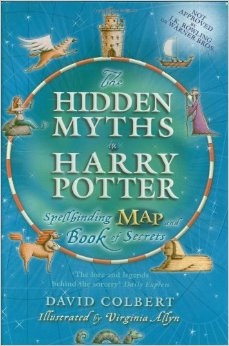 NOT
APPROVED
by
J.K. ROWLING
or WARNER BROS.
The
HIDDEN
MYTHS
in
HARRY
POTTER
Spellbinding MAP and
Book of Secrets
'The lore and legends
behind the sorcery' Daily Express
DAVID COLBERT
Illustrated by Virginia Allyn